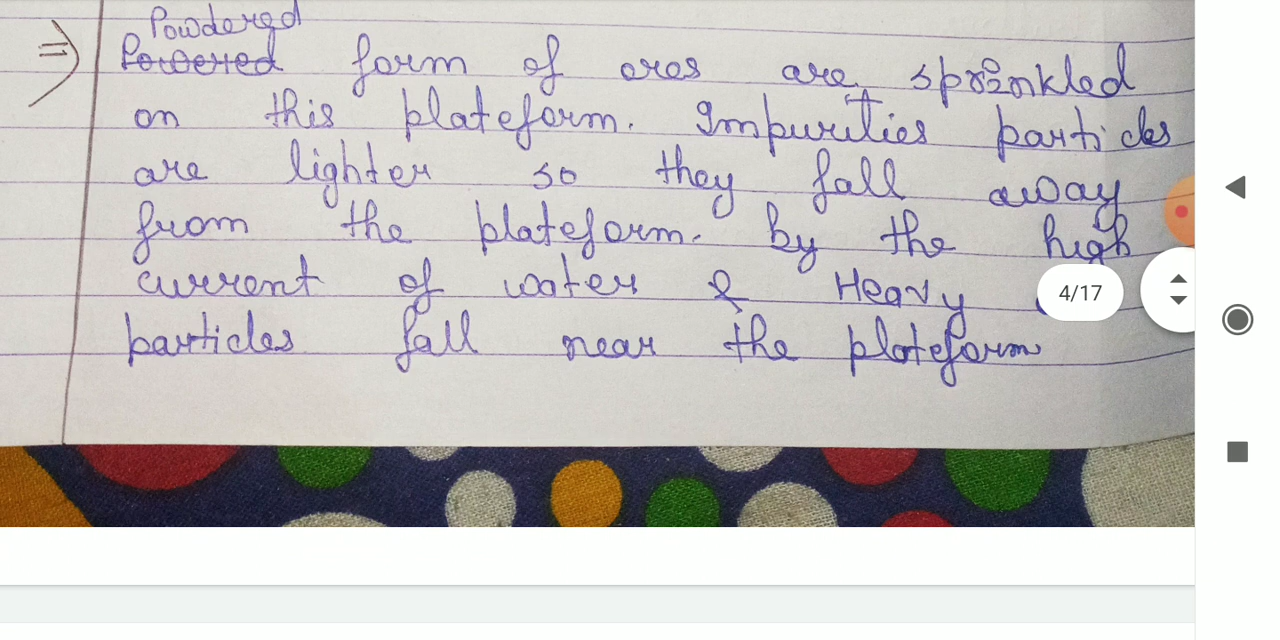 Powdered
⇒ Powered form of ores are sprinkled
on this plateform. Impurities particles
are lighter so they fall away
from the plateform. by the high
current of water & Heavy
4/17
particles fall near the plateform